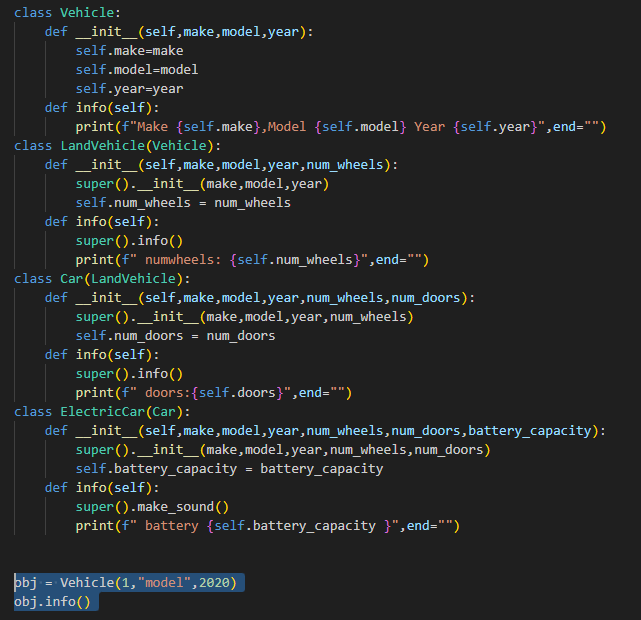 class Vehicle:
    def __init__(self,make,model,year):
        self.make=make
        self.model=model
        self.year=year
    def info(self):
        print(f"Make {self.make},Model {self.model} Year {self.year}",end="")
class LandVehicle(Vehicle):
    def __init__(self,make,model,year,num_wheels):
        super().__init__(make,model,year)
        self.num_wheels = num_wheels
    def info(self):
        super().info()
        print(f" numwheels: {self.num_wheels}",end="")
class Car(LandVehicle):
    def __init__(self,make,model,year,num_wheels,num_doors):
        super().__init__(make,model,year,num_wheels)
        self.num_doors = num_doors
    def info(self):
        super().info()
        print(f" doors:{self.doors}",end="")
class ElectricCar(Car):
    def __init__(self,make,model,year,num_wheels,num_doors,battery_capacity):
        super().__init__(make,model,year,num_wheels,num_doors)
        self.battery_capacity = battery_capacity
    def info(self):
        super().make_sound()
        print(f" battery {self.battery_capacity }",end="")
obj = Vehicle(1,"model",2020)
obj.info()